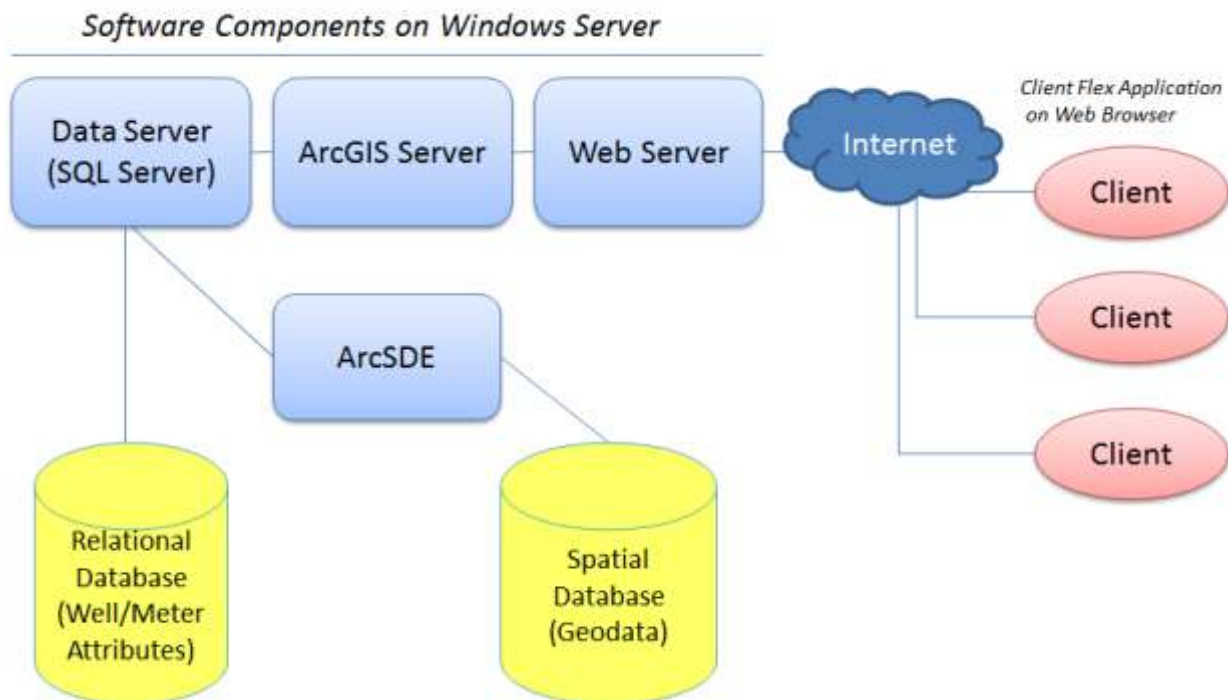 Software Components on Windows Server
Data Server
(SQL Server)
ArcGIS Server
Web Server
Internet
Client Flex Application
on Web Browser
Client
Client
Client
ArcSDE
Relational
Database
(Well/Meter
Attributes)
Spatial
Database
(Geodata)